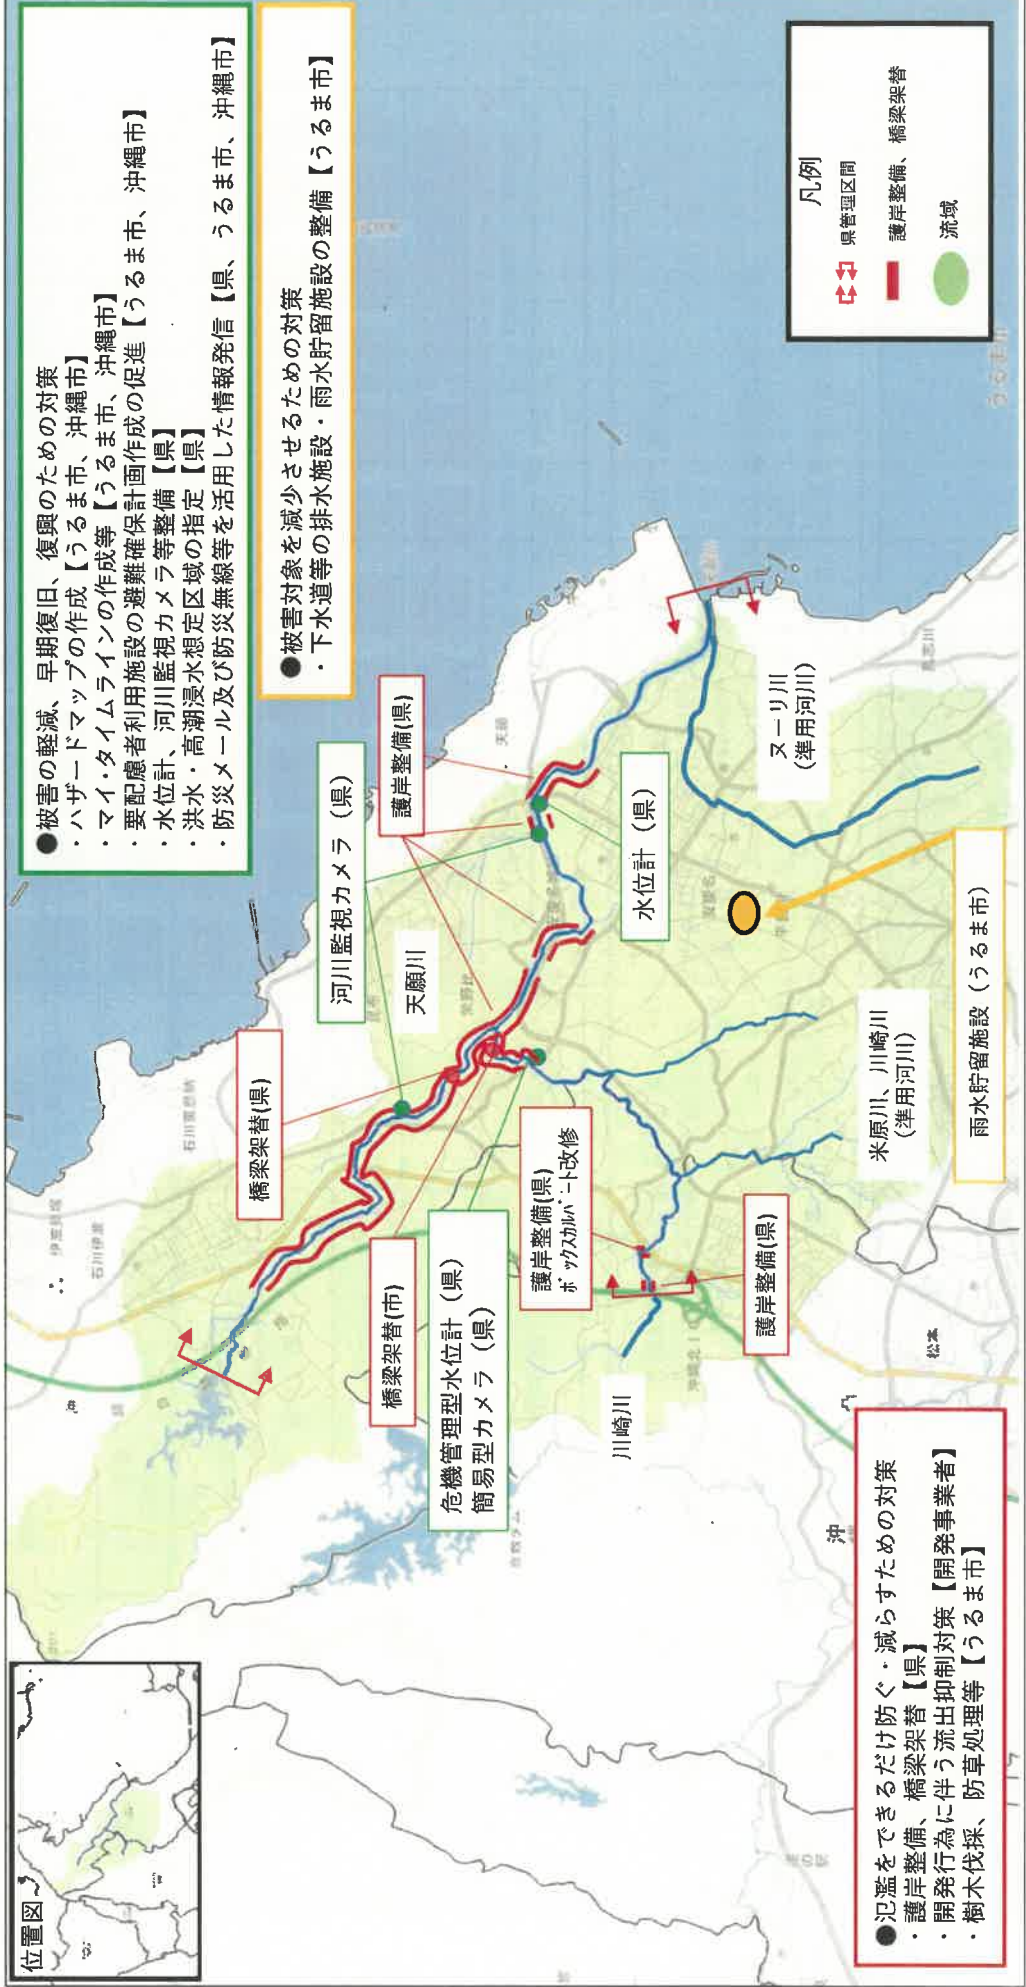 位置図
●氾濫をできるだけ防ぐ・減らすための対策
・護岸整備、橋梁架替【県】
・開発行為に伴う流出抑制対策【開発事業者】
・樹木伐採、防草処理等【うるま市】
●被害の軽減、早期復旧、復興のための対策
・ハザードマップの作成【うるま市、沖縄市】
・マイ・タイムラインの作成等【うるま市、沖縄市】
・要配慮者利用施設の避難確保計画作成の促進【うるま市、沖縄市】
・水位計、河川監視カメラ等整備【県】
・洪水・高潮浸水想定区域の指定【県】
・防災メール及び防災無線等を活用した情報発信【県、うるま市、沖縄市】
●被害対象を減少させるための対策
・下水道等の排水施設・雨水貯留施設の整備【うるま市】
橋梁架替(県)
河川監視カメラ（県）
護岸整備(県)
天願川
橋梁架替(市)
危機管理型水位計（県）
簡易型カメラ（県）
護岸整備(県)
ボックスカルバート改修
水位計（県）
護岸整備(県)
川崎川
米原川、川崎川
（準用河川）
ヌーリ川
（準用河川）
雨水貯留施設（うるま市）
石川伊波
天願
松本
沖
凡例
県管理区間
護岸整備、橋梁架替
流域